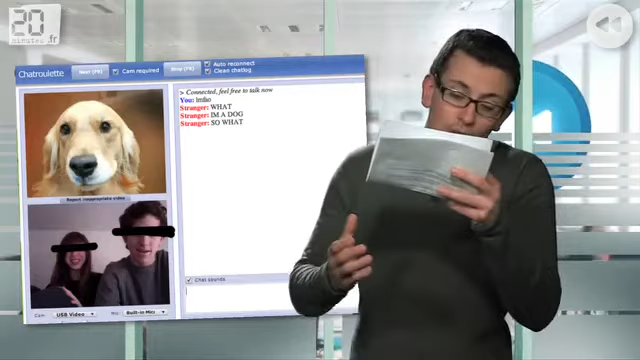 20
minutes.fr
Chatroulette
Next (F9)
Cam required
Stop (F8)
Auto reconnect
Clean chatlog
> Connected, feel free to talk now
You: lmfao
Stranger: WHAT
Stranger: IM A DOG
Stranger: SO WHAT
Report inappropriate video
Chat sounds
Cam:
USB Video
Mic:
Built-in Micr